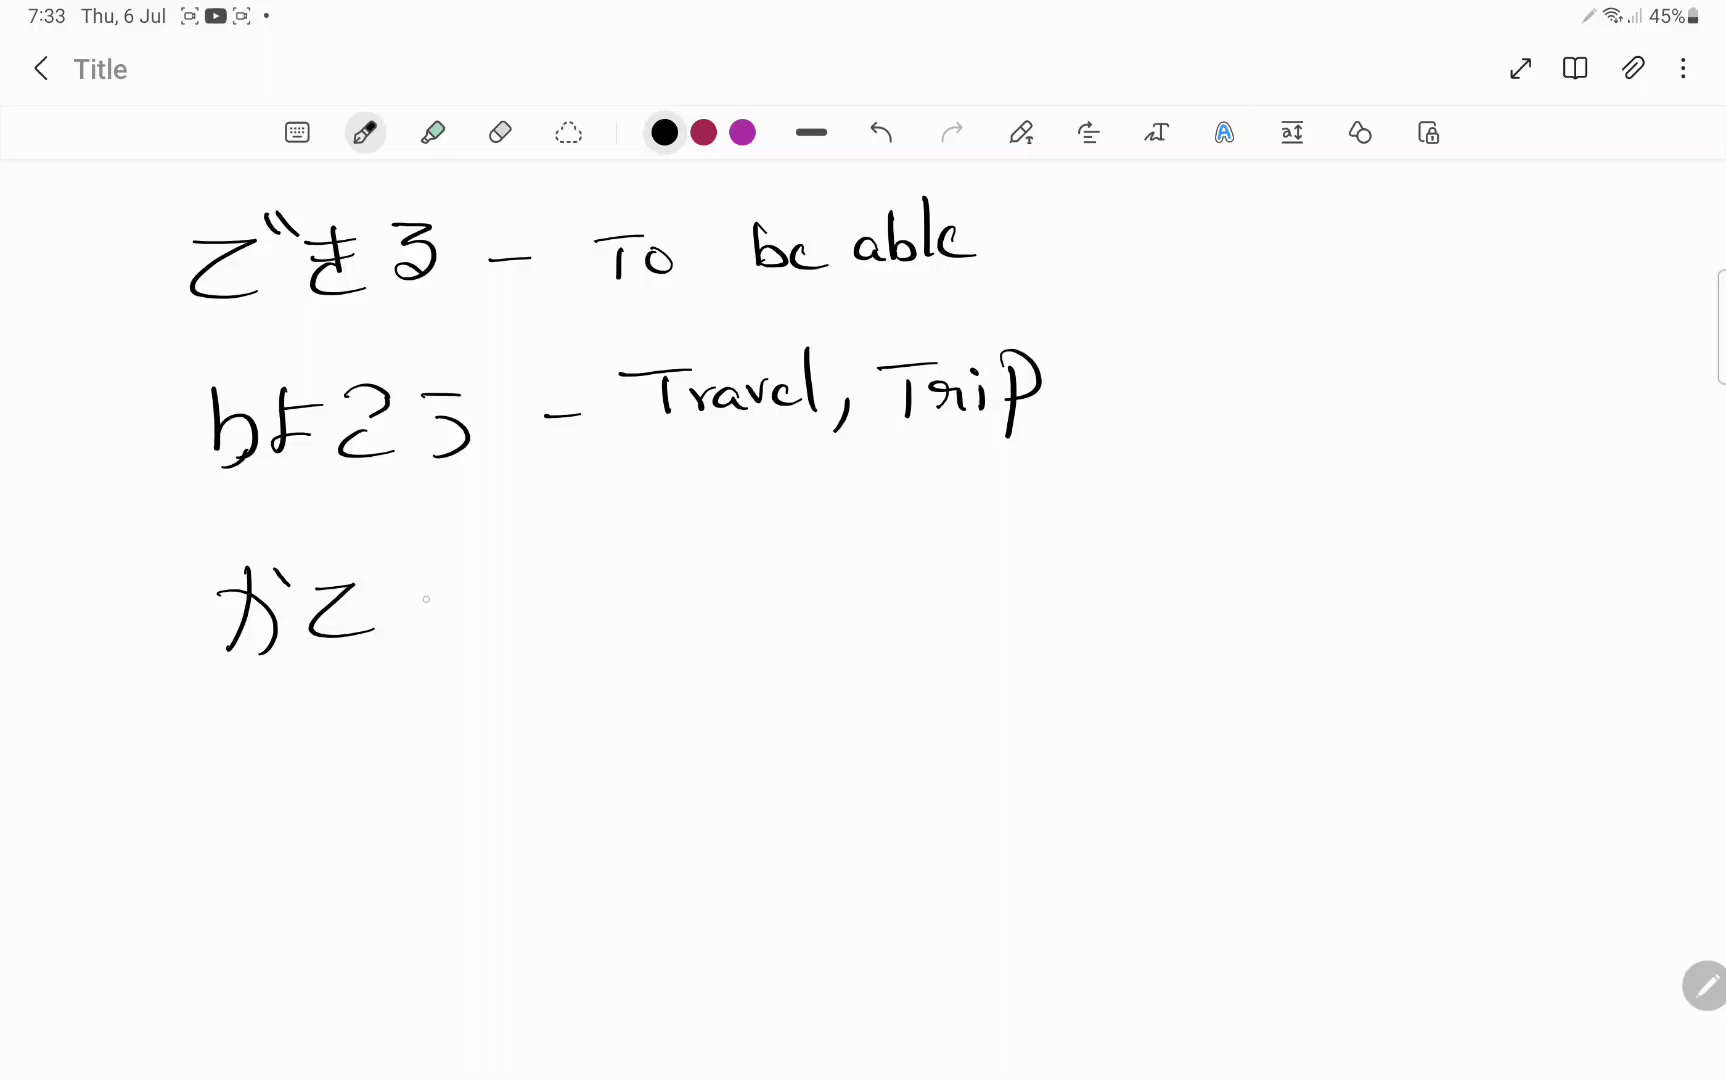 7:33 Thu, 6 Jul 45%
Title
できる - To be able
りょこう - Travel, Trip
かて